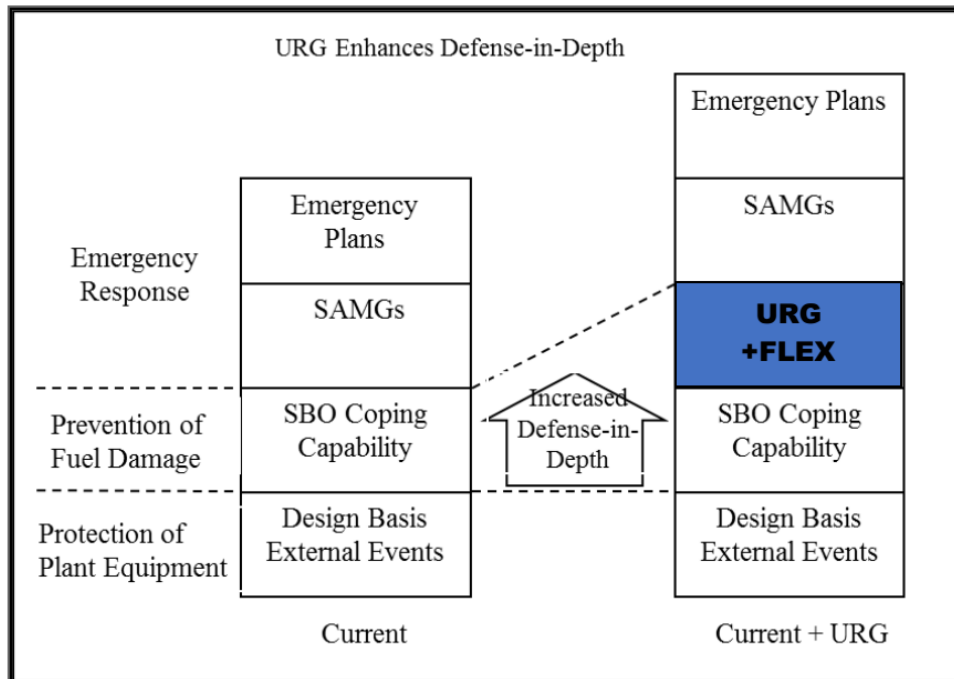 URG Enhances Defense-in-Depth
Emergency Plans
SAMGs
URG
+FLEX
SBO Coping
Capability
Design Basis
External Events
Current + URG
Emergency
Plans
SAMGs
SBO Coping
Capability
Design Basis
External Events
Current
Emergency
Response
Prevention of
Fuel Damage
Protection of
Plant Equipment
Increased
Defense-in-
Depth